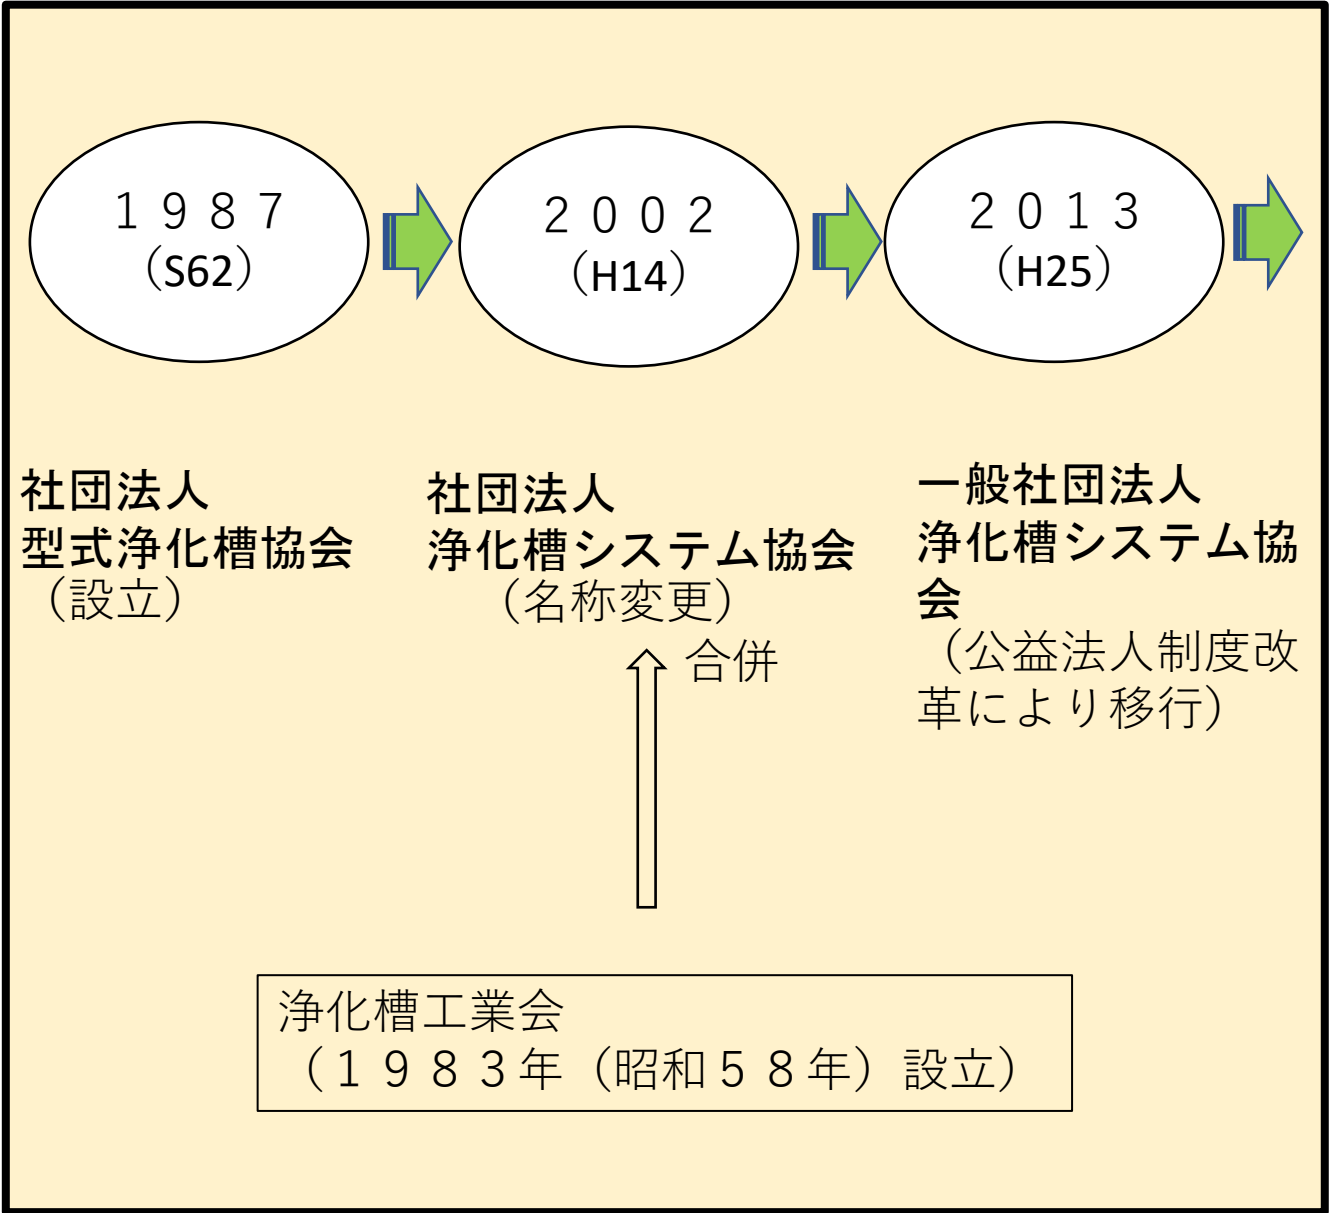 １９８７
（S62）
２００２
（H14）
２０１３
（H25）
社団法人
型式浄化槽協会
（設立）
社団法人
浄化槽システム協会
（名称変更）
合併
一般社団法人
浄化槽システム協
会
（公益法人制度改
革により移行）
浄化槽工業会
（１９８３年（昭和５８年）設立）